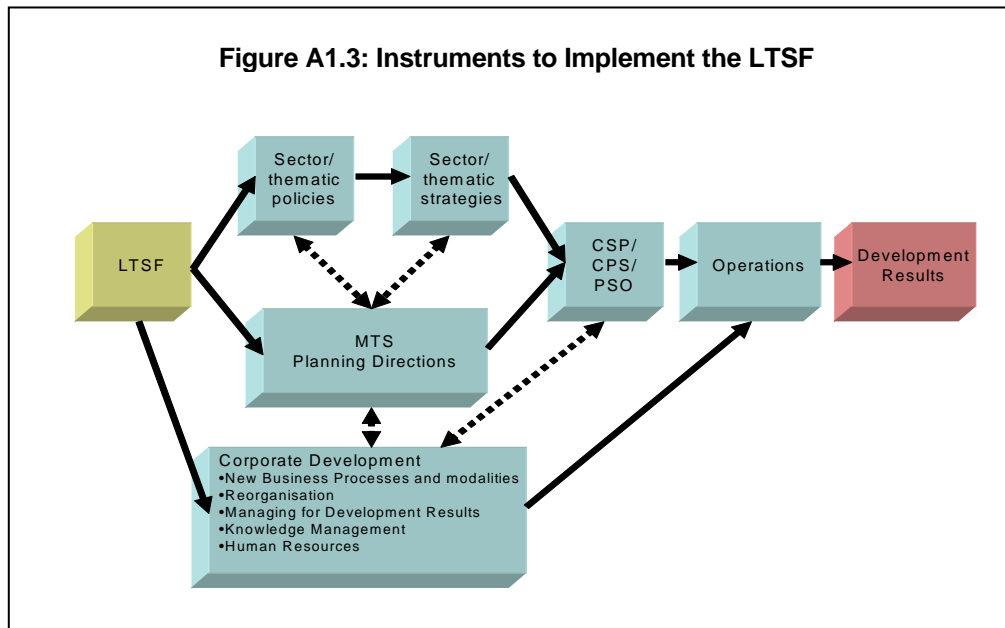 Figure A1.3: Instruments to Implement the LTSF
Sector/
thematic
policies
Sector/
thematic
strategies
LTSF
CSP/
CPS/
PSO
Operations
Development
Results
MTS
Planning Directions
Corporate Development
•New Business Processes and modalities
•Reorganisation
•Managing for Development Results
•Knowledge Management
•Human Resources